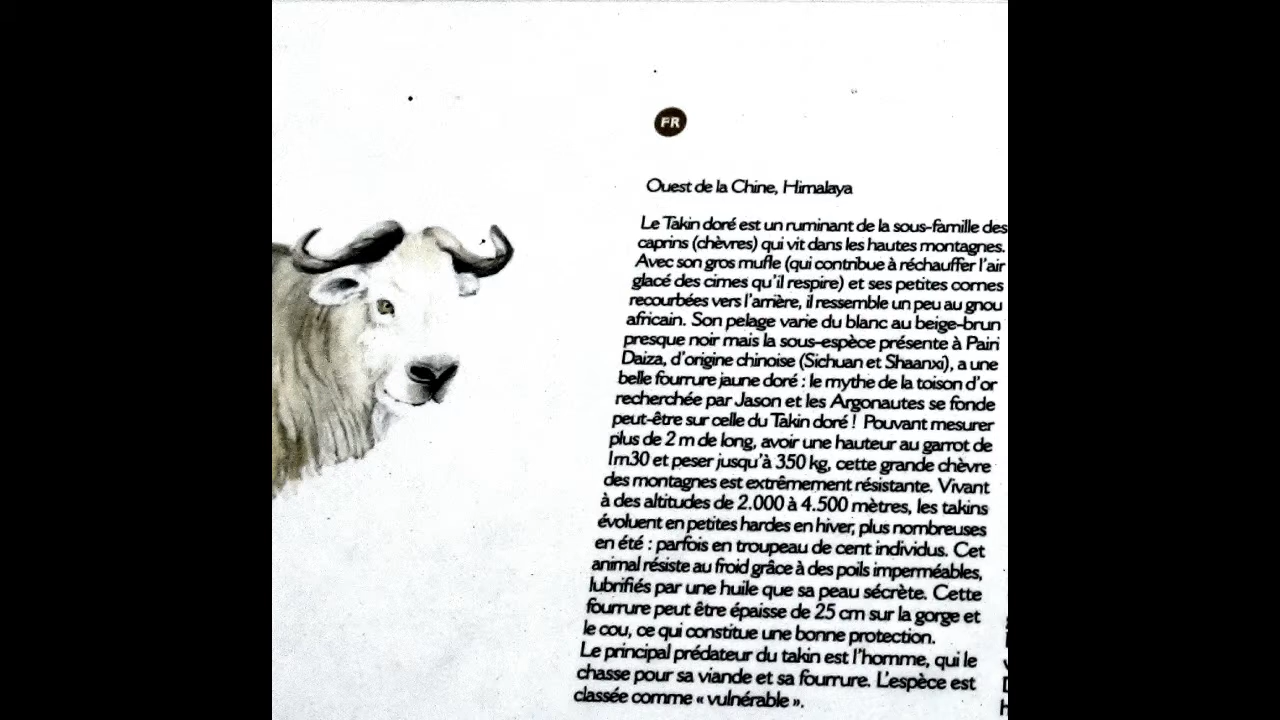 FR
Ouest de la Chine, Himalaya
Le Takin doré est un ruminant de la sous-famille des
caprins (chèvres) qui vit dans les hautes montagnes.
Avec son gros mufle (qui contribue à réchauffer l'air
glacé des cimes qu'il respire) et ses petites cornes
recourbées vers l'arrière, il ressemble un peu au gnou
africain. Son pelage varie du blanc au beige-brun
presque noir mais la sous-espèce présente à Pairi
Daiza, d'origine chinoise (Sichuan et Shaanxi), a une
belle fourrure jaune doré : le mythe de la toison d'or
recherchée par Jason et les Argonautes se fonde
peut-être sur celle du Takin doré ! Pouvant mesurer
plus de 2 m de long, avoir une hauteur au garrot de
1m30 et peser jusqu'à 350 kg, cette grande chèvre
des montagnes est extrêmement résistante. Vivant
à des altitudes de 2.000 à 4.500 mètres, les takins
évoluent en petites hardes en hiver, plus nombreuses
en été : parfois en troupeau de cent individus. Cet
animal résiste au froid grâce à des poils imperméables,
lubrifiés par une huile que sa peau sécrète. Cette
fourrure peut être épaisse de 25 cm sur la gorge et
le cou, ce qui constitue une bonne protection.
Le principal prédateur du takin est l'homme, qui le
chasse pour sa viande et sa fourrure. L'espèce est
classée comme « vulnérable ».